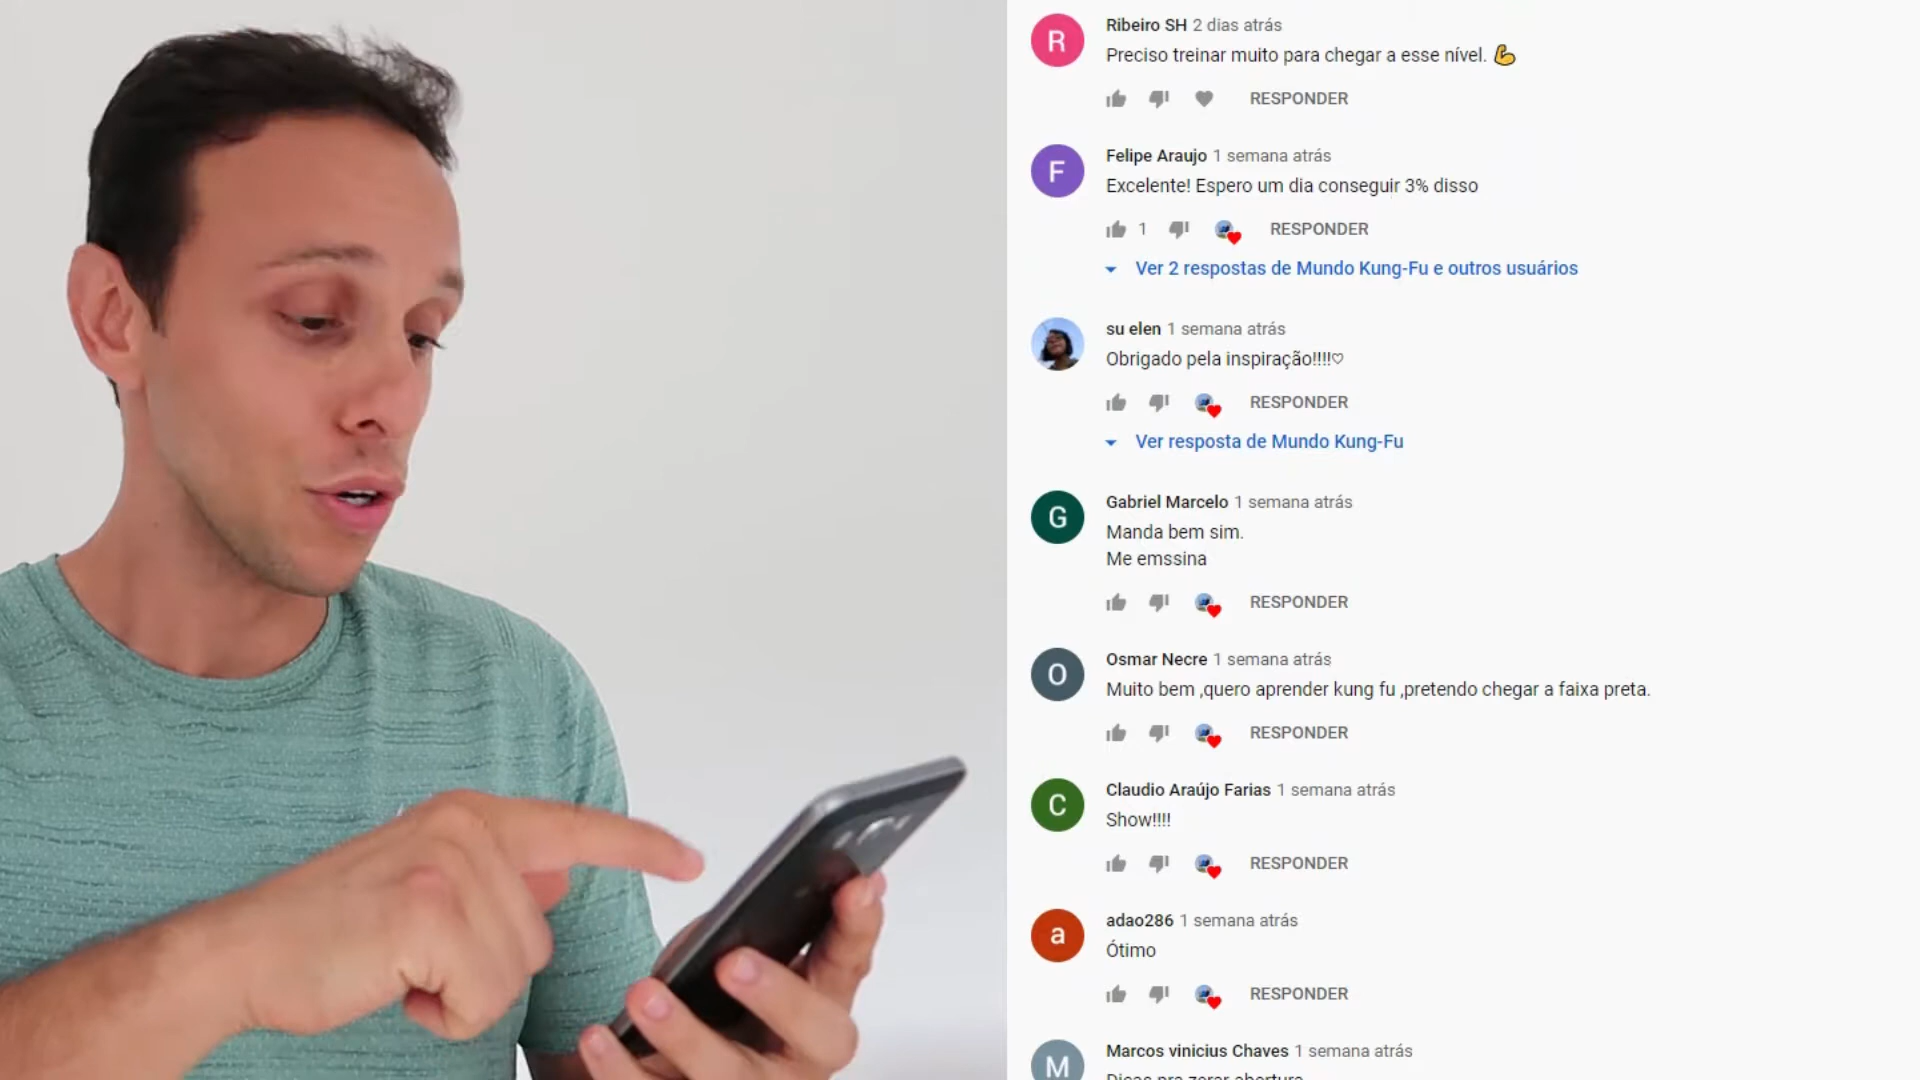 R
Ribeiro SH 2 dias atrás
Preciso treinar muito para chegar a esse nível. 💪
RESPONDER
F
Felipe Araujo 1 semana atrás
Excelente! Espero um dia conseguir 3% disso
1 RESPONDER
Ver 2 respostas de Mundo Kung-Fu e outros usuários
su elen 1 semana atrás
Obrigado pela inspiração!!!!♡
RESPONDER
Ver resposta de Mundo Kung-Fu
G
Gabriel Marcelo 1 semana atrás
Manda bem sim.
Me emssina
RESPONDER
O
Osmar Necre 1 semana atrás
Muito bem ,quero aprender kung fu ,pretendo chegar a faixa preta.
RESPONDER
C
Claudio Araújo Farias 1 semana atrás
Show!!!!
RESPONDER
a
adao286 1 semana atrás
Ótimo
RESPONDER
M
Marcos vinicius Chaves 1 semana atrás
Dicas pra zerar abertura